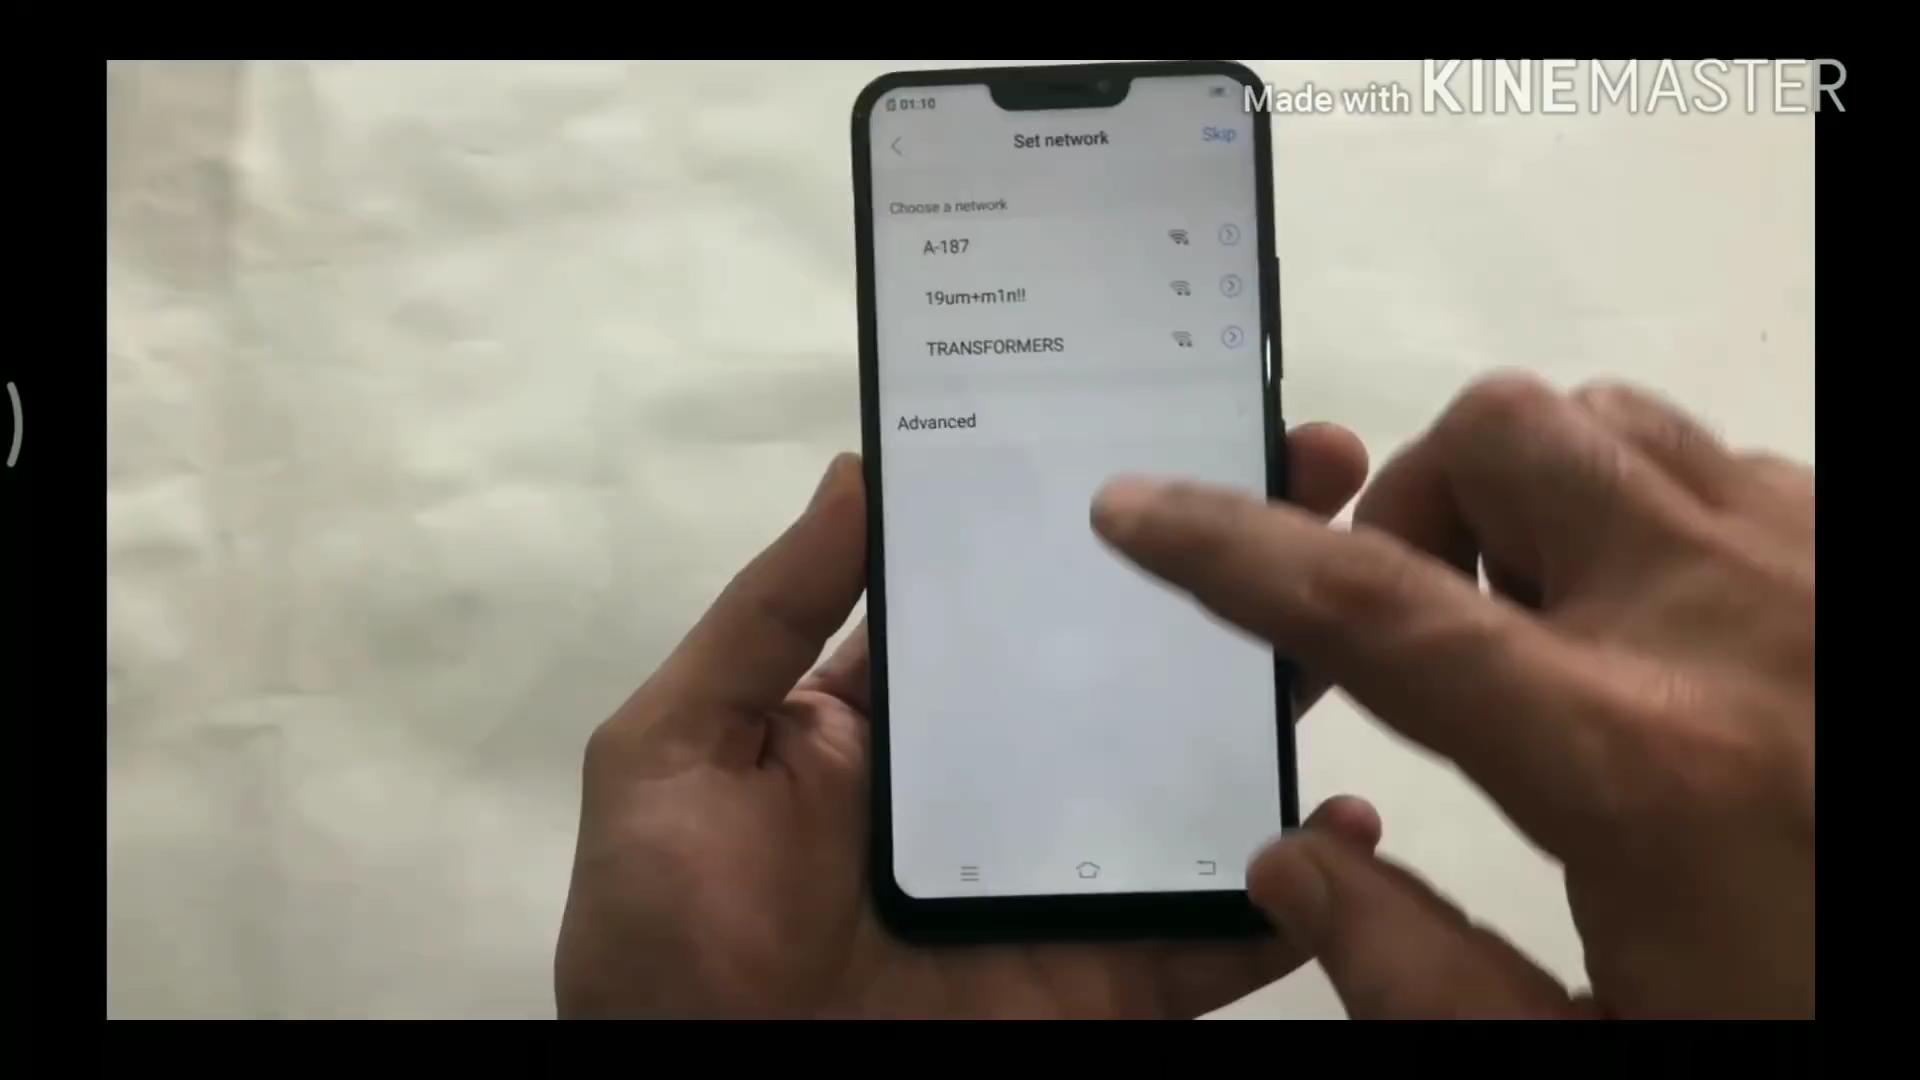 Made with KINEMASTER
01:10
Set network
Skip
Choose a network
A-187
19um+m1n!!
TRANSFORMERS
Advanced